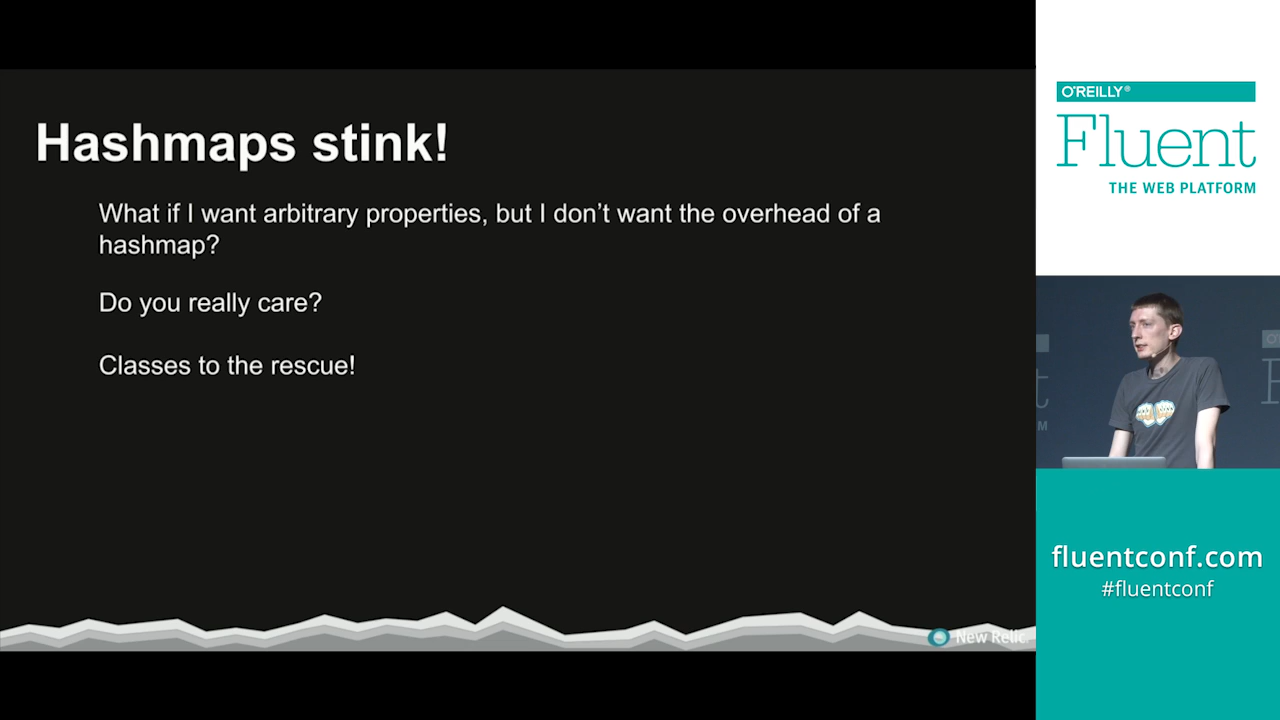 Hashmaps stink!
What if I want arbitrary properties, but I don’t want the overhead of a
hashmap?
Do you really care?
Classes to the rescue!
New Relic
O'REILLY®
Fluent
THE WEB PLATFORM
fluentconf.com
#fluentconf